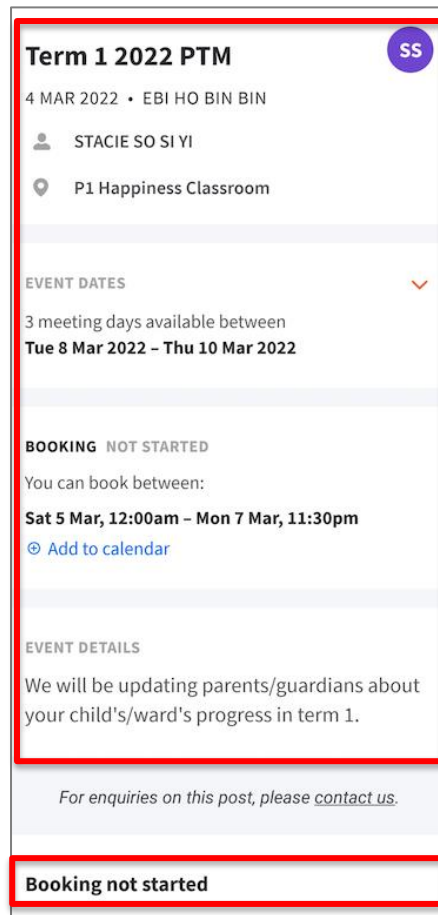 Term 1 2022 PTM
SS
4 MAR 2022 • EBI HO BIN BIN
STACIE SO SI YI
P1 Happiness Classroom
EVENT DATES
3 meeting days available between
Tue 8 Mar 2022 – Thu 10 Mar 2022
BOOKING NOT STARTED
You can book between:
Sat 5 Mar, 12:00am – Mon 7 Mar, 11:30pm
Add to calendar
EVENT DETAILS
We will be updating parents/guardians about
your child's/ward's progress in term 1.
For enquiries on this post, please contact us.
Booking not started